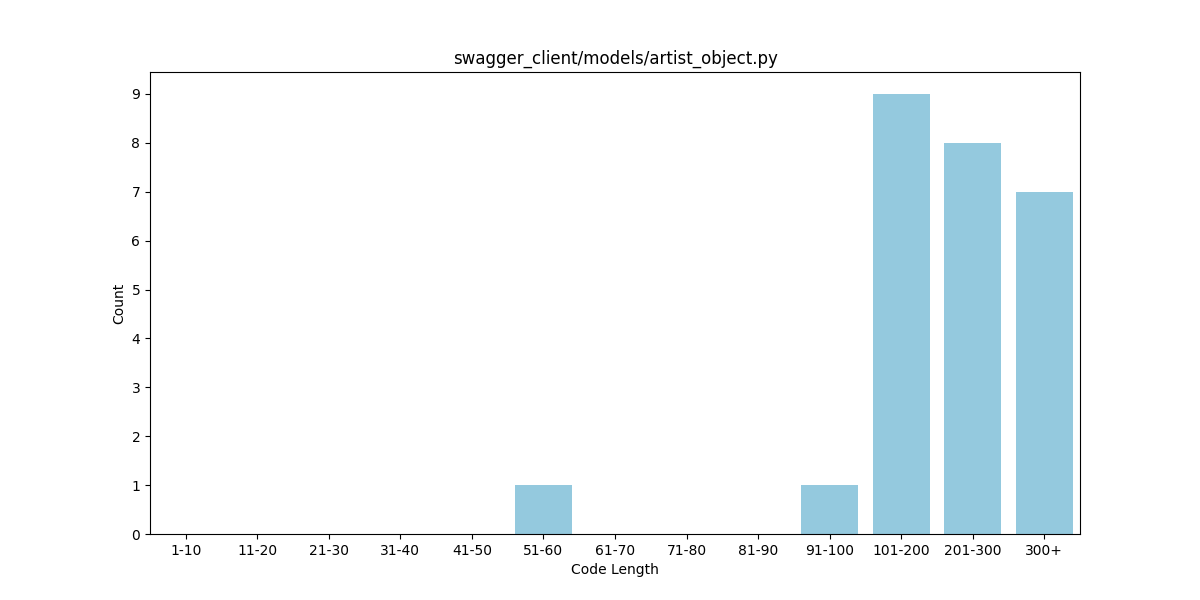 swagger_client/models/artist_object.py
Count
9
8
7
6
5
4
3
2
1
0
1-10 11-20 21-30 31-40 41-50 51-60 61-70 71-80 81-90 91-100 101-200 201-300 300+
Code Length